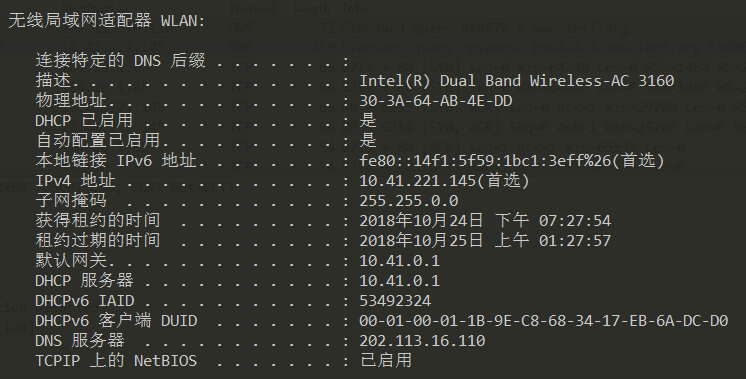 无线局域网适配器 WLAN:
连接特定的 DNS 后缀 . . . . . . . :
描述. . . . . . . . . . . . . . . : Intel(R) Dual Band Wireless-AC 3160
物理地址. . . . . . . . . . . . . : 30-3A-64-AB-4E-DD
DHCP 已启用 . . . . . . . . . . . : 是
自动配置已启用. . . . . . . . . . : 是
本地链接 IPv6 地址. . . . . . . . : fe80::14f1:5f59:1bc1:3eff%26(首选)
IPv4 地址 . . . . . . . . . . . . : 10.41.221.145(首选)
子网掩码 . . . . . . . . . . . . : 255.255.0.0
获得租约的时间 . . . . . . . . . : 2018年10月24日 下午 07:27:54
租约过期的时间 . . . . . . . . . : 2018年10月25日 上午 01:27:57
默认网关. . . . . . . . . . . . . : 10.41.0.1
DHCP 服务器 . . . . . . . . . . . : 10.41.0.1
DHCPv6 IAID . . . . . . . . . . . : 53492324
DHCPv6 客户端 DUID . . . . . . . : 00-01-00-01-1B-9E-C8-68-34-17-EB-6A-DC-D0
DNS 服务器 . . . . . . . . . . . : 202.113.16.110
TCPIP 上的 NetBIOS . . . . . . . : 已启用